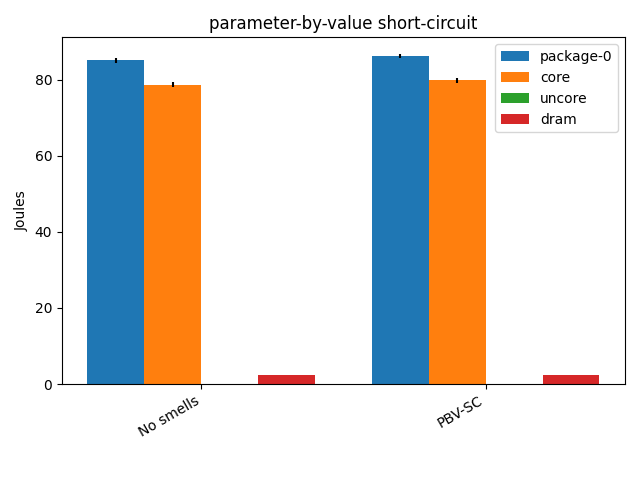 parameter-by-value short-circuit
package-0
core
uncore
dram
Joules
80
60
40
20
0
No smells
PBV-SC